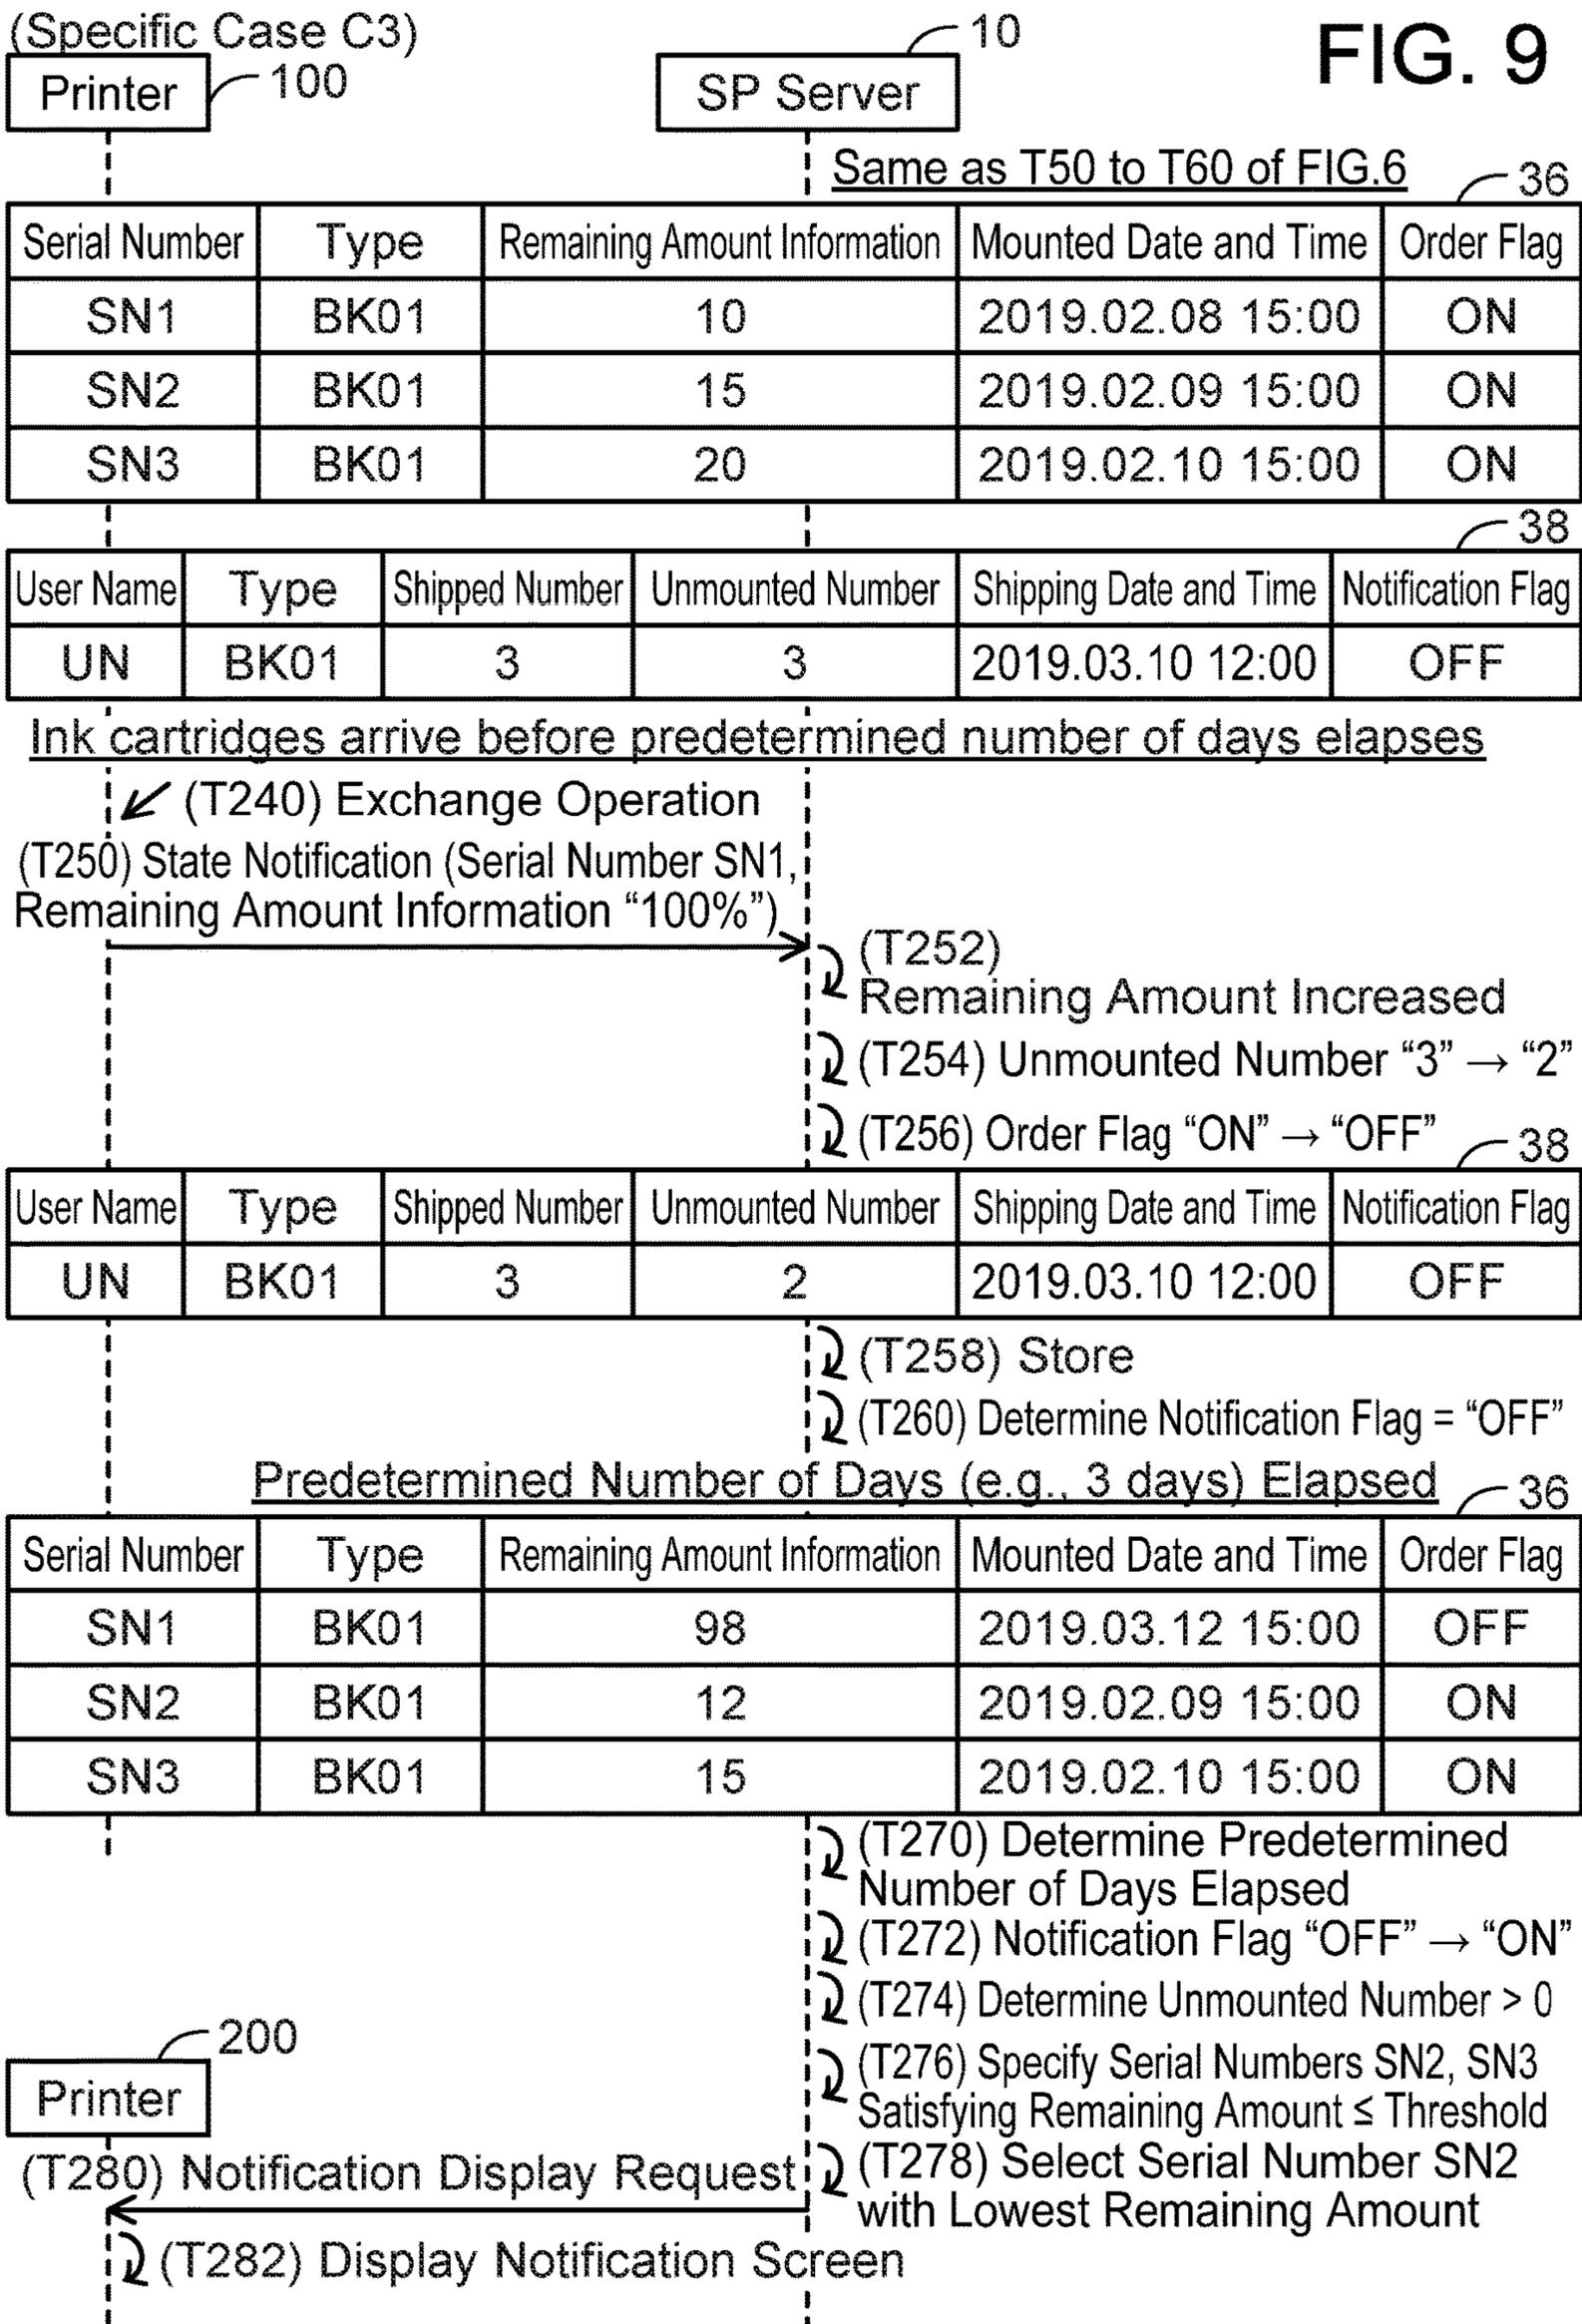 (Specific Case C3)
FIG. 9
Printer 100
SP Server 10
Same as T50 to T60 of FIG.6
36
Serial Number Type Remaining Amount Information Mounted Date and Time Order Flag
SN1 BK01 10 2019.02.08 15:00 ON
SN2 BK01 15 2019.02.09 15:00 ON
SN3 BK01 20 2019.02.10 15:00 ON
38
User Name Type Shipped Number Unmounted Number Shipping Date and Time Notification Flag
UN BK01 3 3 2019.03.10 12:00 OFF
Ink cartridges arrive before predetermined number of days elapses
(T240) Exchange Operation
(T250) State Notification (Serial Number SN1,
Remaining Amount Information “100%”)
(T252)
Remaining Amount Increased
(T254) Unmounted Number “3” → “2”
(T256) Order Flag “ON” → “OFF”
38
User Name Type Shipped Number Unmounted Number Shipping Date and Time Notification Flag
UN BK01 3 2 2019.03.10 12:00 OFF
(T258) Store
(T260) Determine Notification Flag = “OFF”
Predetermined Number of Days (e.g., 3 days) Elapsed
36
Serial Number Type Remaining Amount Information Mounted Date and Time Order Flag
SN1 BK01 98 2019.03.12 15:00 OFF
SN2 BK01 12 2019.02.09 15:00 ON
SN3 BK01 15 2019.02.10 15:00 ON
(T270) Determine Predetermined
Number of Days Elapsed
(T272) Notification Flag “OFF” → “ON”
(T274) Determine Unmounted Number > 0
200
Printer
(T276) Specify Serial Numbers SN2, SN3
Satisfying Remaining Amount ≤ Threshold
(T278) Select Serial Number SN2
with Lowest Remaining Amount
(T280) Notification Display Request
(T282) Display Notification Screen